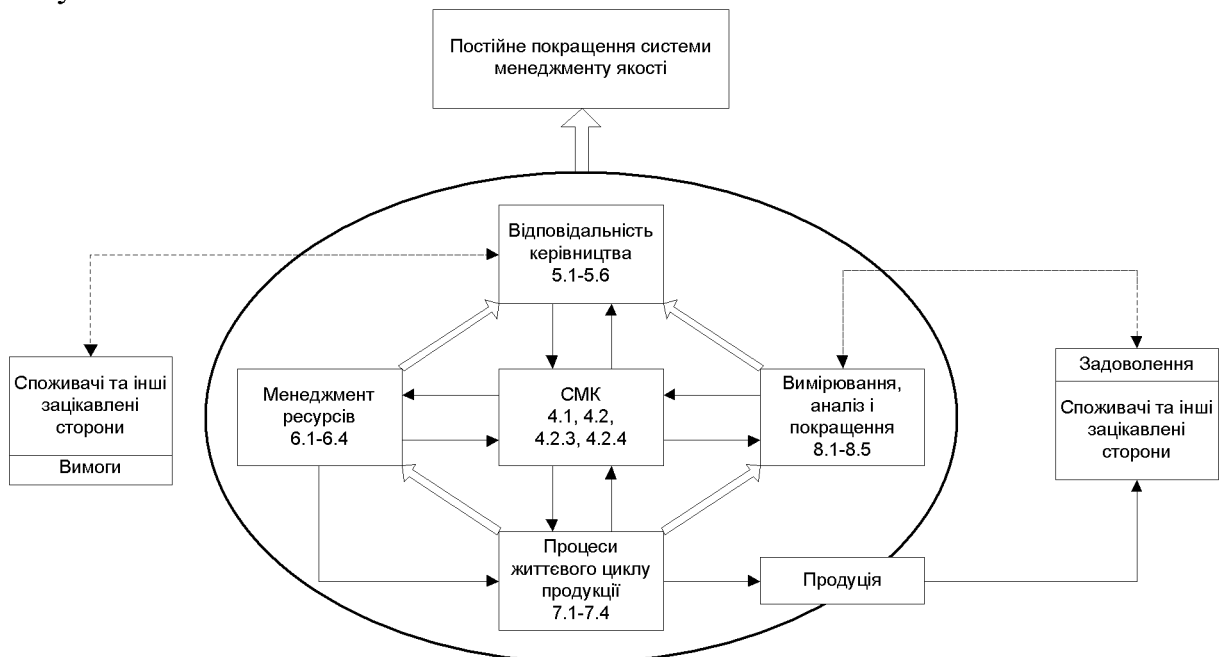 Постійне покращення системи
менеджменту якості
Відповідальність
керівництва
5.1-5.6
Споживачі та інші
зацікавлені
сторони
Вимоги
Менеджмент
ресурсів
6.1-6.4
СМК
4.1, 4.2,
4.2.3, 4.2.4
Вимірювання,
аналіз і
покращення
8.1-8.5
Задоволення
Споживачі та інші
зацікавлені
сторони
Процеси
життєвого циклу
продукції
7.1-7.4
Продуція